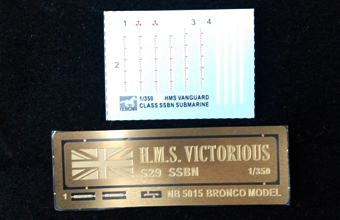 1 3 4
2
1/350 HMS VANGUARD
CLASS SSBN SUBMARINE
H.M.S. VICTORIOUS
S29 SSBN 1/350
1 NB 5015 BRONCO MODEL